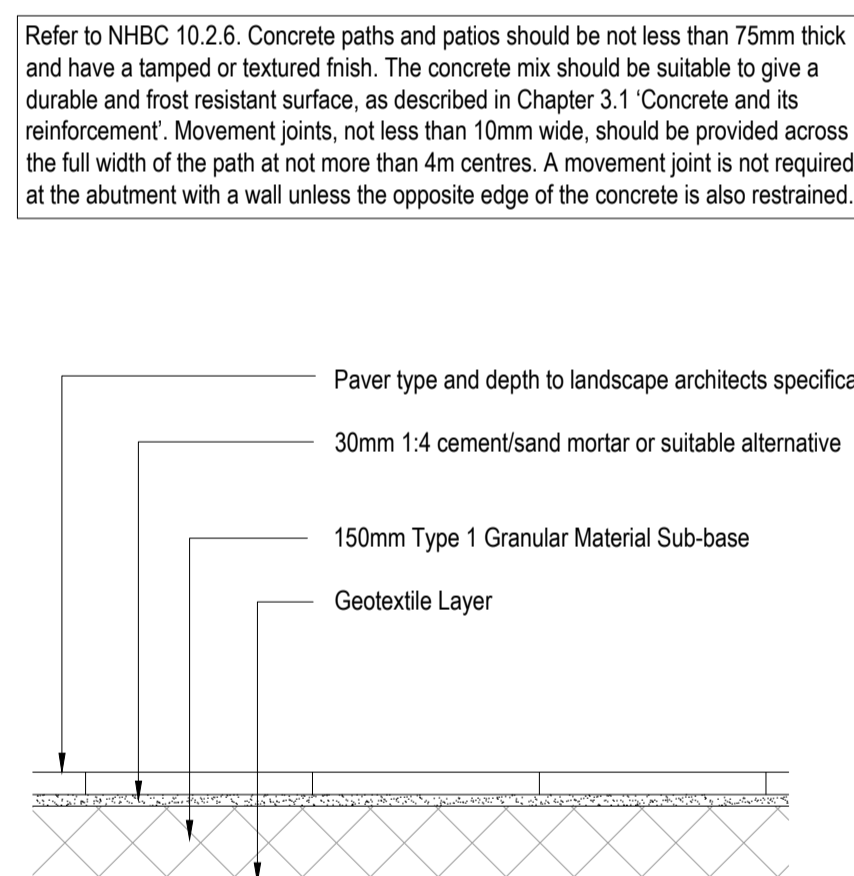 Refer to NHBC 10.2.6. Concrete paths and patios should be not less than 75mm thick
and have a tamped or textured fnish. The concrete mix should be suitable to give a
durable and frost resistant surface, as described in Chapter 3.1 ‘Concrete and its
reinforcement’. Movement joints, not less than 10mm wide, should be provided across
the full width of the path at not more than 4m centres. A movement joint is not required
at the abutment with a wall unless the opposite edge of the concrete is also restrained.
Paver type and depth to landscape architects specifica
30mm 1:4 cement/sand mortar or suitable alternative
150mm Type 1 Granular Material Sub-base
Geotextile Layer